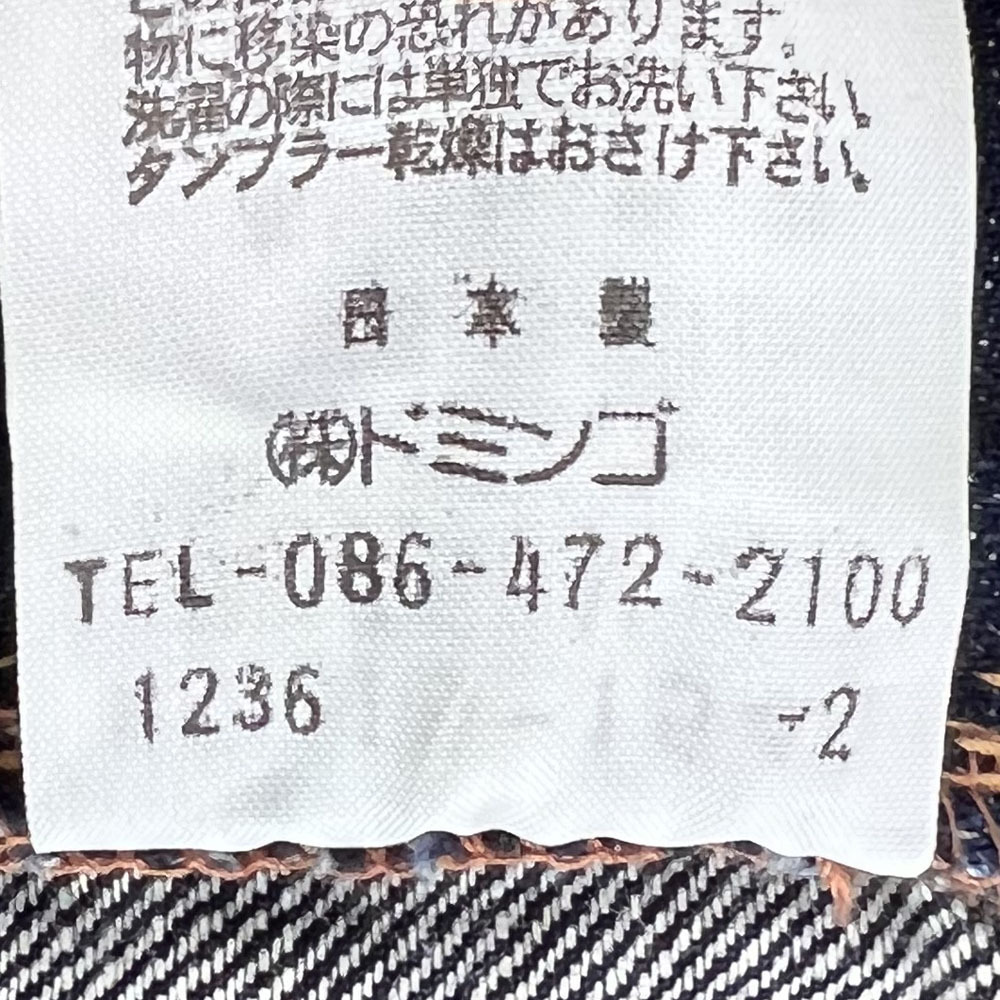 物に移染の恐れがあります。
洗濯の際には単独でお洗い下さい。
タンブラー乾燥はおさけ下さい。
日本製
㈱ドミンゴ
TEL-086-472-2100
1236 -2